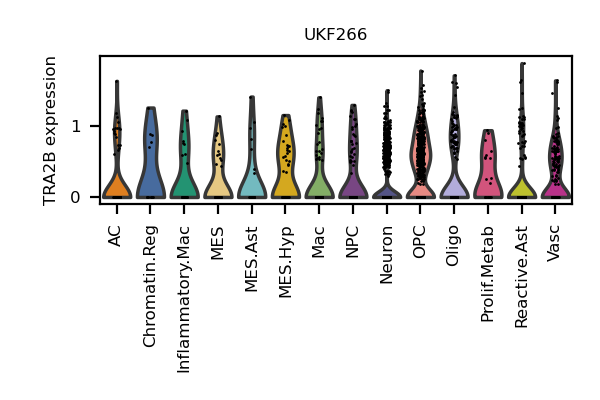 UKF266
TRA2B expression
1
0
AC
Chromatin.Reg
Inflammatory.Mac
MES
MES.Ast
MES.Hyp
Mac
NPC
Neuron
OPC
Oligo
Prolif.Metab
Reactive.Ast
Vasc